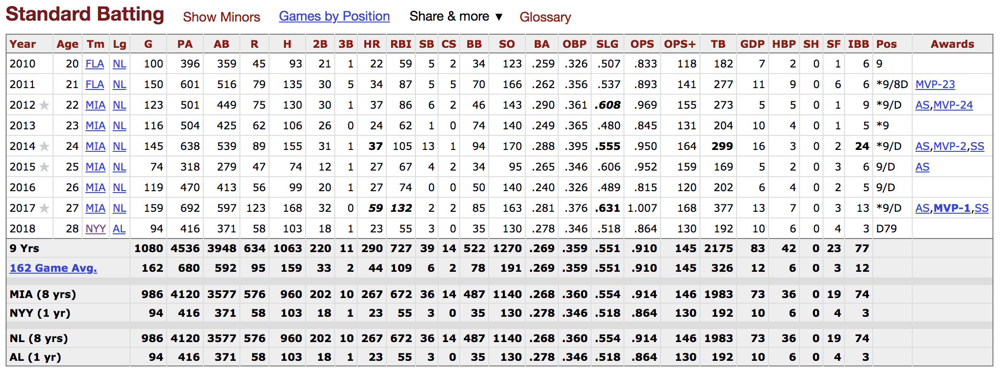 Standard Batting Show Minors Games by Position Share & more ▼ Glossary
Year Age Tm Lg G PA AB R H 2B 3B HR RBI SB CS BB SO BA OBP SLG OPS OPS+ TB GDP HBP SH SF IBB Pos Awards
2010 20 FLA NL 100 396 359 45 93 21 1 22 59 5 2 34 123 .259 .326 .507 .833 118 182 7 2 0 1 6 9
2011 21 FLA NL 150 601 516 79 135 30 5 34 87 5 5 70 166 .262 .356 .537 .893 141 277 11 9 0 6 6 *9/8D MVP-23
2012 ★ 22 MIA NL 123 501 449 75 130 30 1 37 86 6 2 46 143 .290 .361 .608 .969 155 273 5 5 0 1 9 *9/D AS,MVP-24
2013 23 MIA NL 116 504 425 62 106 26 0 24 62 1 0 74 140 .249 .365 .480 .845 131 204 10 4 0 1 5 *9
2014 ★ 24 MIA NL 145 638 539 89 155 31 1 37 105 13 1 94 170 .288 .395 .555 .950 164 299 16 3 0 2 24 *9/D AS,MVP-2,SS
2015 ★ 25 MIA NL 74 318 279 47 74 12 1 27 67 4 2 34 95 .265 .346 .606 .952 159 169 5 2 0 3 6 9/D AS
2016 26 MIA NL 119 470 413 56 99 20 1 27 74 0 0 50 140 .240 .326 .489 .815 120 202 6 4 0 2 5 9/D
2017 ★ 27 MIA NL 159 692 597 123 168 32 0 59 132 2 2 85 163 .281 .376 .631 1.007 168 377 13 7 0 3 13 *9/D AS,MVP-1,SS
2018 28 NYY AL 94 416 371 58 103 18 1 23 55 3 0 35 130 .278 .346 .518 .864 130 192 10 6 0 4 3 D79
9 Yrs 1080 4536 3948 634 1063 220 11 290 727 39 14 522 1270 .269 .359 .551 .910 145 2175 83 42 0 23 77
162 Game Avg. 162 680 592 95 159 33 2 44 109 6 2 78 191 .269 .359 .551 .910 145 326 12 6 0 3 12
MIA (8 yrs) 986 4120 3577 576 960 202 10 267 672 36 14 487 1140 .268 .360 .554 .914 146 1983 73 36 0 19 74
NYY (1 yr) 94 416 371 58 103 18 1 23 55 3 0 35 130 .278 .346 .518 .864 130 192 10 6 0 4 3
NL (8 yrs) 986 4120 3577 576 960 202 10 267 672 36 14 487 1140 .268 .360 .554 .914 146 1983 73 36 0 19 74
AL (1 yr) 94 416 371 58 103 18 1 23 55 3 0 35 130 .278 .346 .518 .864 130 192 10 6 0 4 3